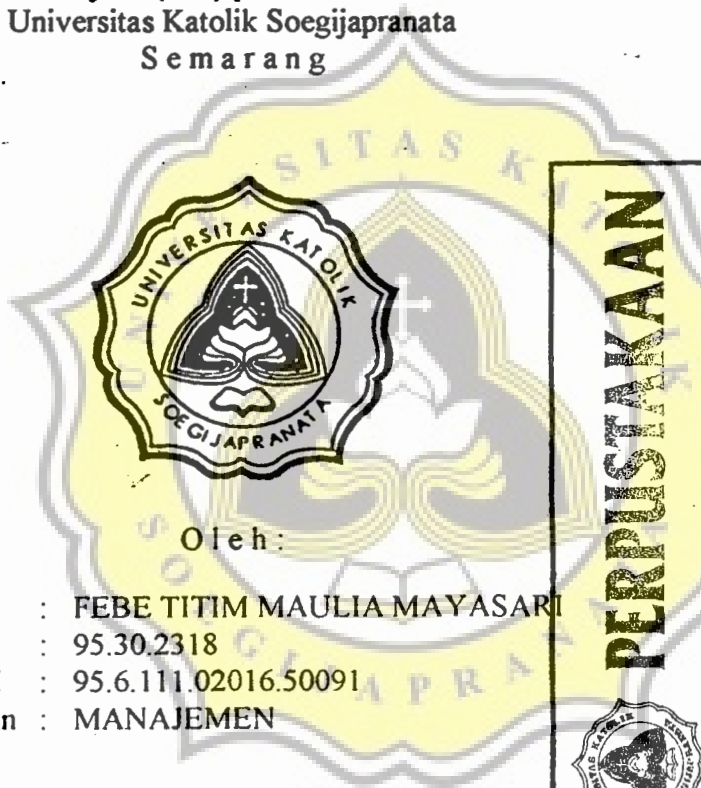 Universitas Katolik Soegijapranata
Semarang
UNIVERSITAS KATOLIK
SOEGIJAPRANATA
Oleh :
: FEBE TITIM MAULIA MAYASARI
: 95.30.2318
: 95.6.111.02016.50091
n : MANAJEMEN
PERPUSTAKAAN